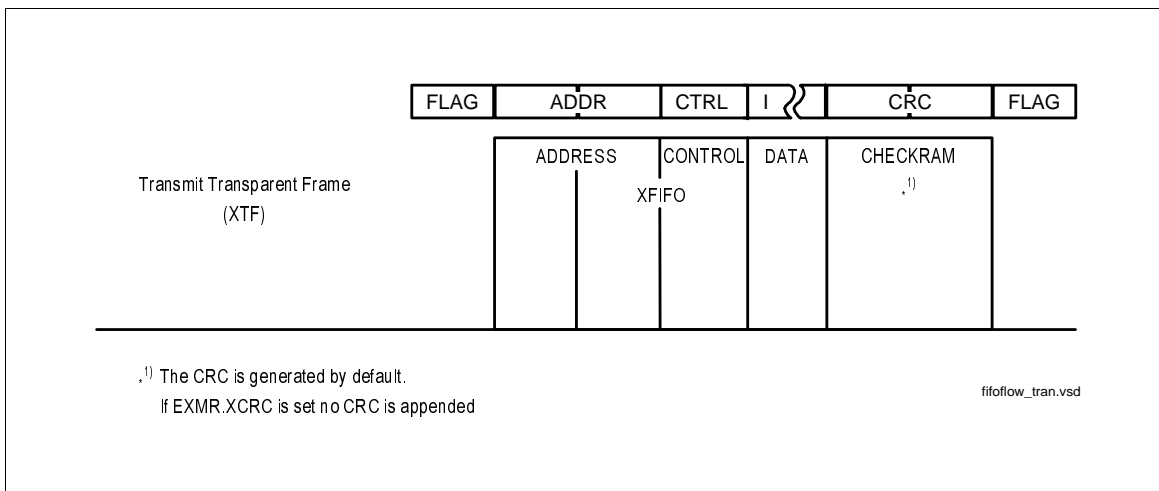 FLAG ADDR CTRL I CRC FLAG
ADDRESS CONTROL DATA CHECKRAM
Transmit Transparent Frame
(XTF)
XFIFO
*1)
*1) The CRC is generated by default.
If EXMR.XCRC is set no CRC is appended
fifoflow_tran.vsd